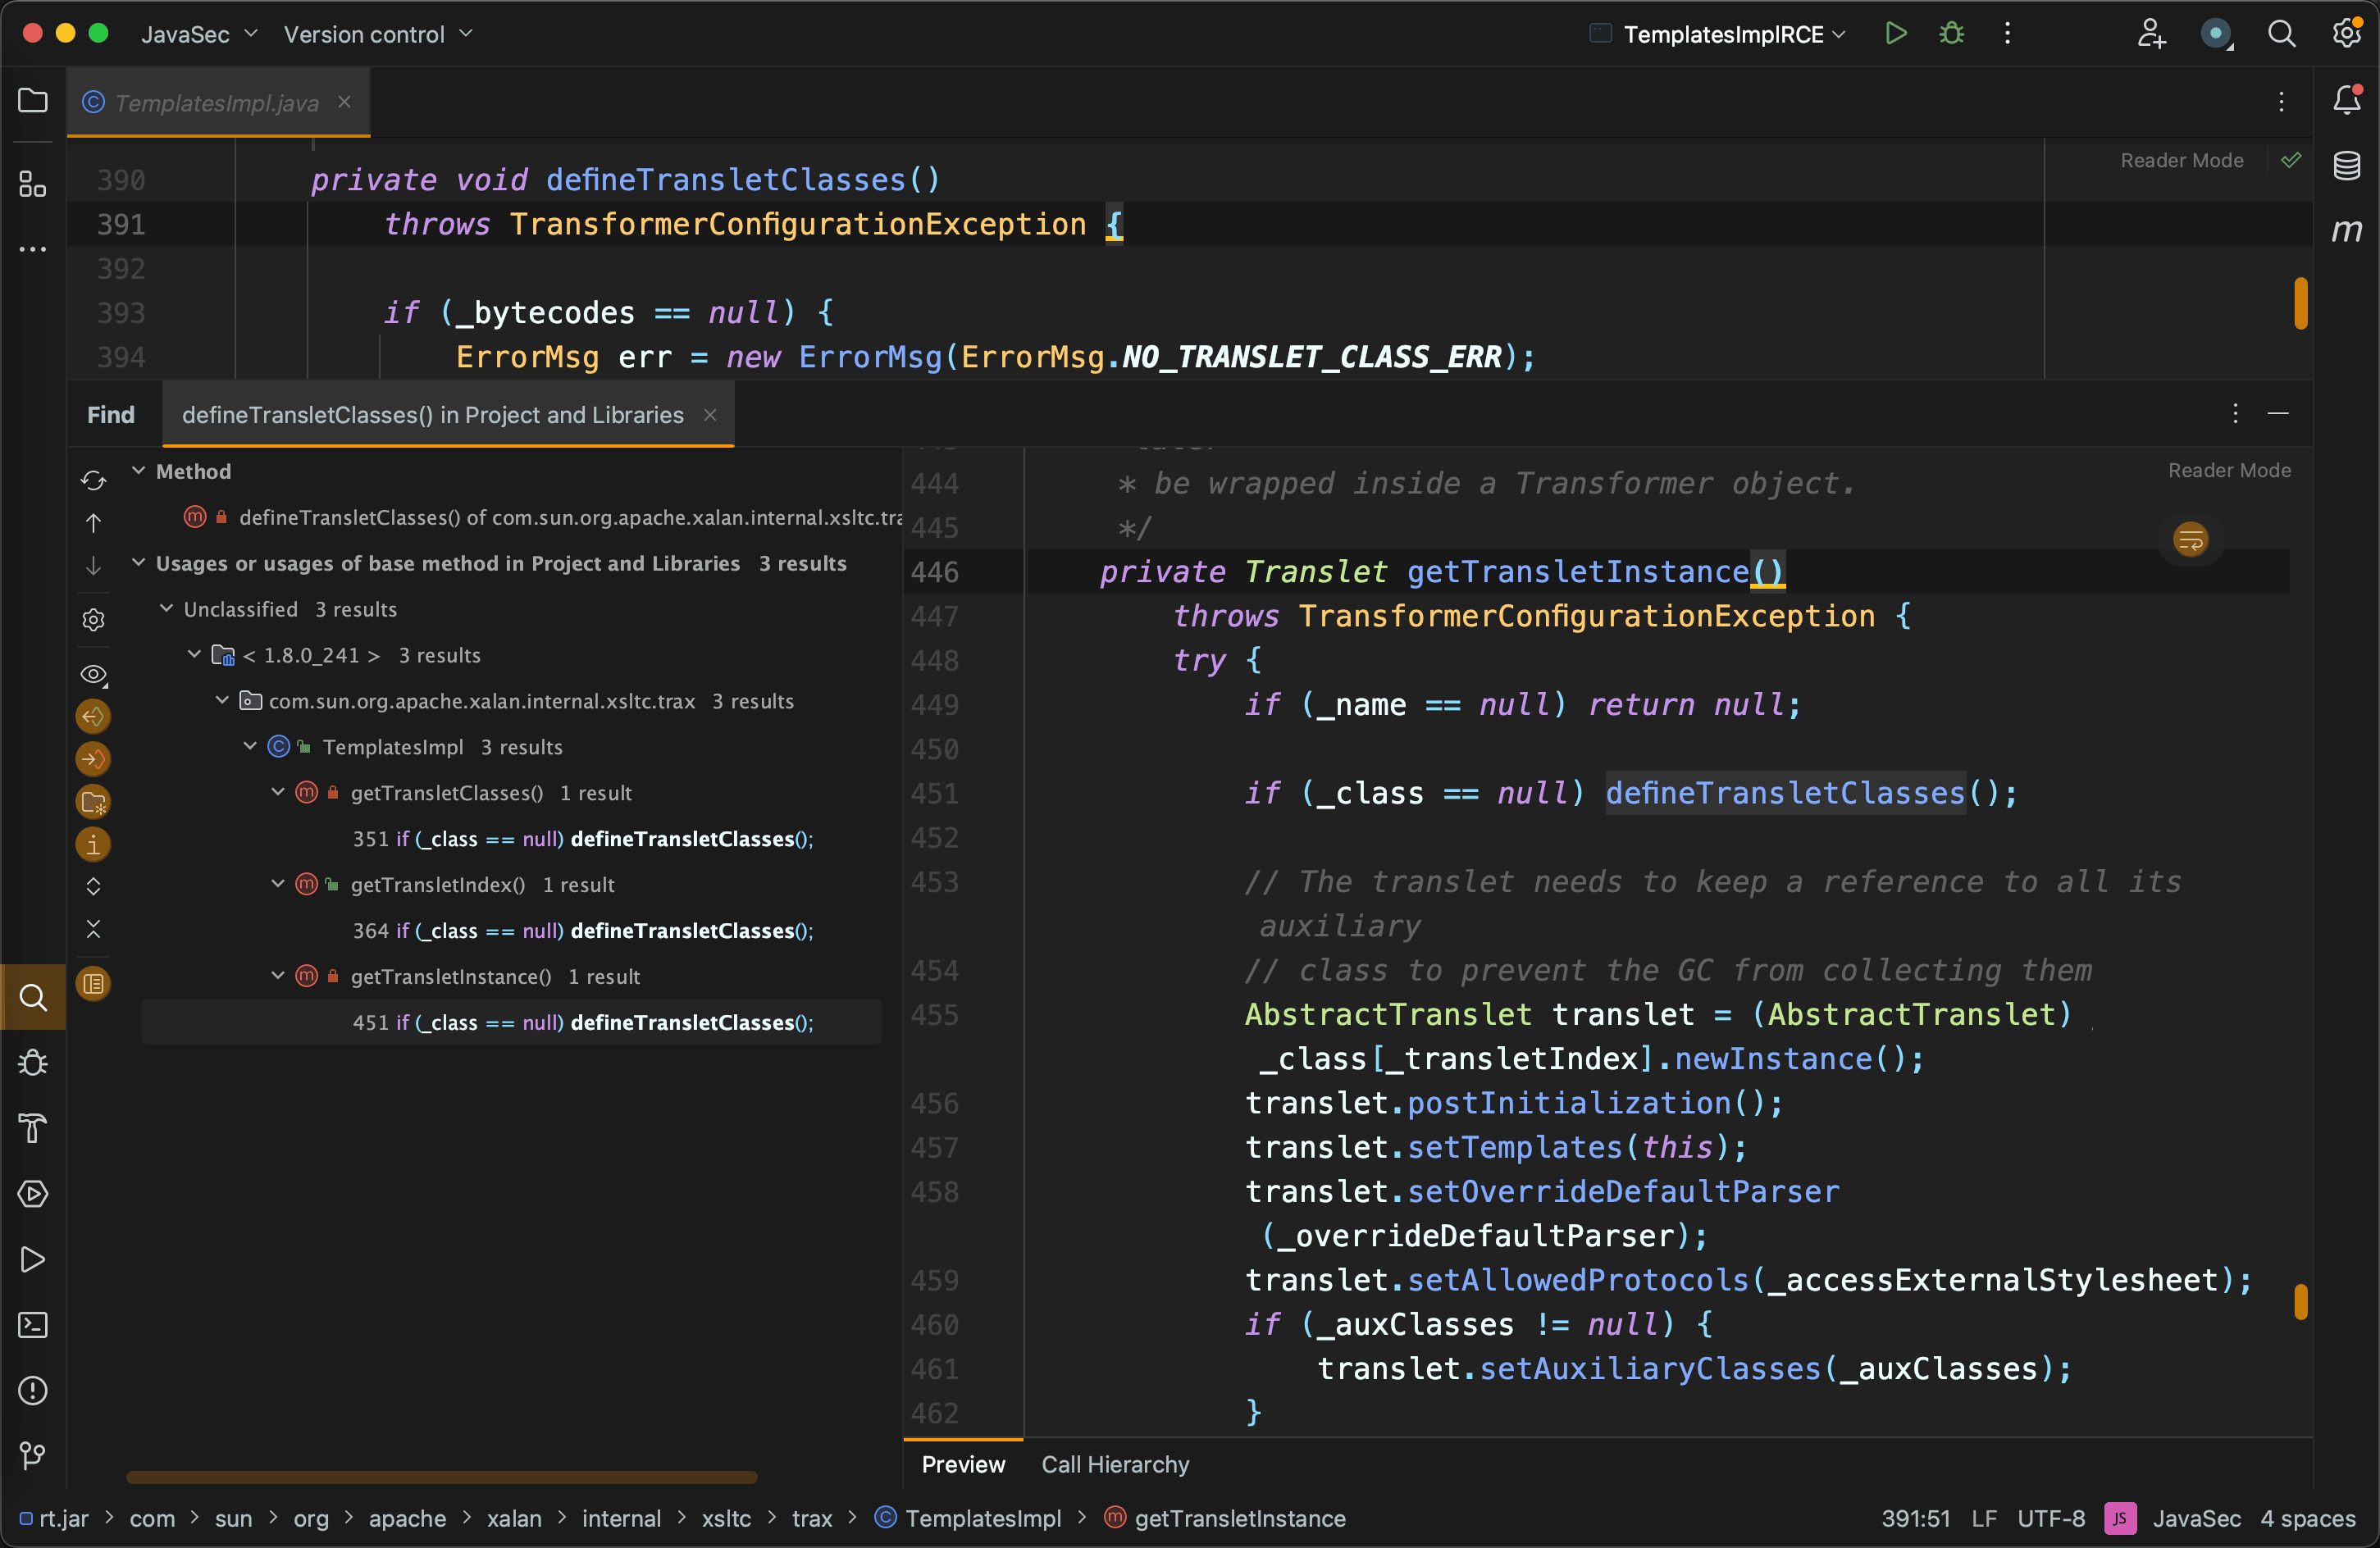 JavaSec
Version control
TemplatesImplRCE
TemplatesImpl.java
Reader Mode
390 private void defineTransletClasses()
391 throws TransformerConfigurationException {
392
393 if (_bytecodes == null) {
394 ErrorMsg err = new ErrorMsg(ErrorMsg.NO_TRANSLET_CLASS_ERR);
Find
defineTransletClasses() in Project and Libraries
Method
defineTransletClasses() of com.sun.org.apache.xalan.internal.xsltc.tra
Usages or usages of base method in Project and Libraries 3 results
Unclassified 3 results
< 1.8.0_241 > 3 results
com.sun.org.apache.xalan.internal.xsltc.trax 3 results
TemplatesImpl 3 results
getTransletClasses() 1 result
351 if (_class == null) defineTransletClasses();
getTransletIndex() 1 result
364 if (_class == null) defineTransletClasses();
getTransletInstance() 1 result
451 if (_class == null) defineTransletClasses();
Reader Mode
444 * be wrapped inside a Transformer object.
445 */
446 private Translet getTransletInstance()
447 throws TransformerConfigurationException {
448 try {
449 if (_name == null) return null;
450
451 if (_class == null) defineTransletClasses();
452
453 // The translet needs to keep a reference to all its
auxiliary
454 // class to prevent the GC from collecting them
455 AbstractTranslet translet = (AbstractTranslet)
_class[_transletIndex].newInstance();
456 translet.postInitialization();
457 translet.setTemplates(this);
458 translet.setOverrideDefaultParser
(_overrideDefaultParser);
459 translet.setAllowedProtocols(_accessExternalStylesheet);
460 if (_auxClasses != null) {
461 translet.setAuxiliaryClasses(_auxClasses);
462 }
Preview
Call Hierarchy
rt.jar > com > sun > org > apache > xalan > internal > xsltc > trax > TemplatesImpl > getTransletInstance
391:51 LF UTF-8 JS JavaSec 4 spaces